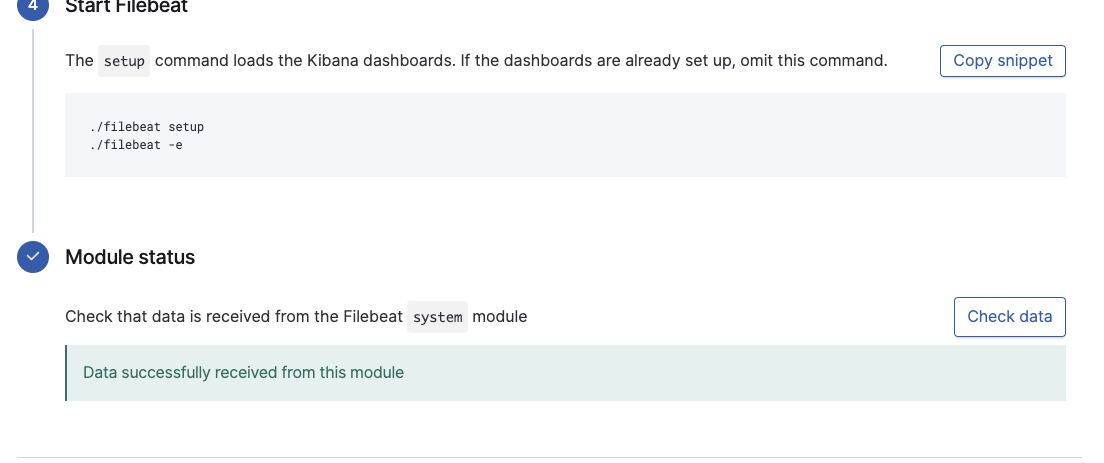 4 Start Filebeat
The setup command loads the Kibana dashboards. If the dashboards are already set up, omit this command. Copy snippet
./filebeat setup
./filebeat -e
Module status
Check that data is received from the Filebeat system module Check data
Data successfully received from this module